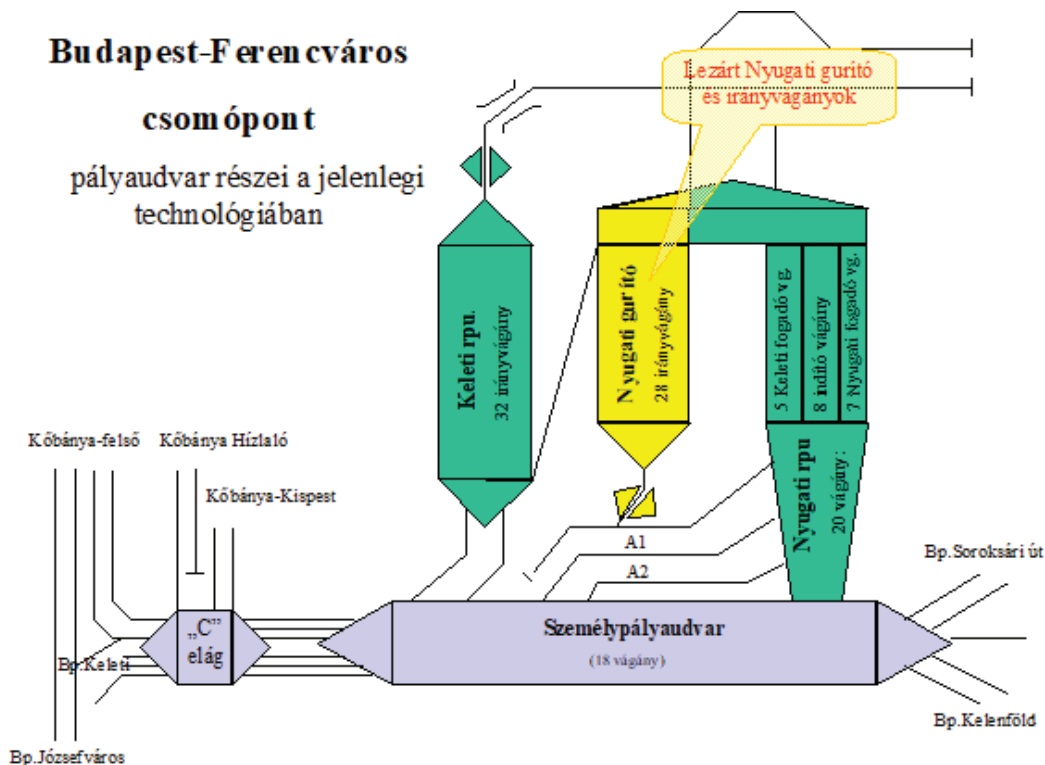 Budapest-Ferencváros
csomópont
pályaudvar részei a jelenlegi
technológiában
Lezárt Nyugati gurító
és irányvágányok
Keleti rpu.
32 irányvágány
Nyugati gurító
28 irányvágány
5 Keleti fogadó vg.
8 indító vágány
7 Nyugati fogadó vg.
Nyugati rpu
20 vágány:
Kőbánya-felső
Kőbánya Hízlaló
Kőbánya-Kispest
A1
A2
Bp.Soroksári út
„C”
elág
Személypályaudvar
(18 vágány)
Bp.Keleti
Bp.Kelenföld
Bp.Józsefváros